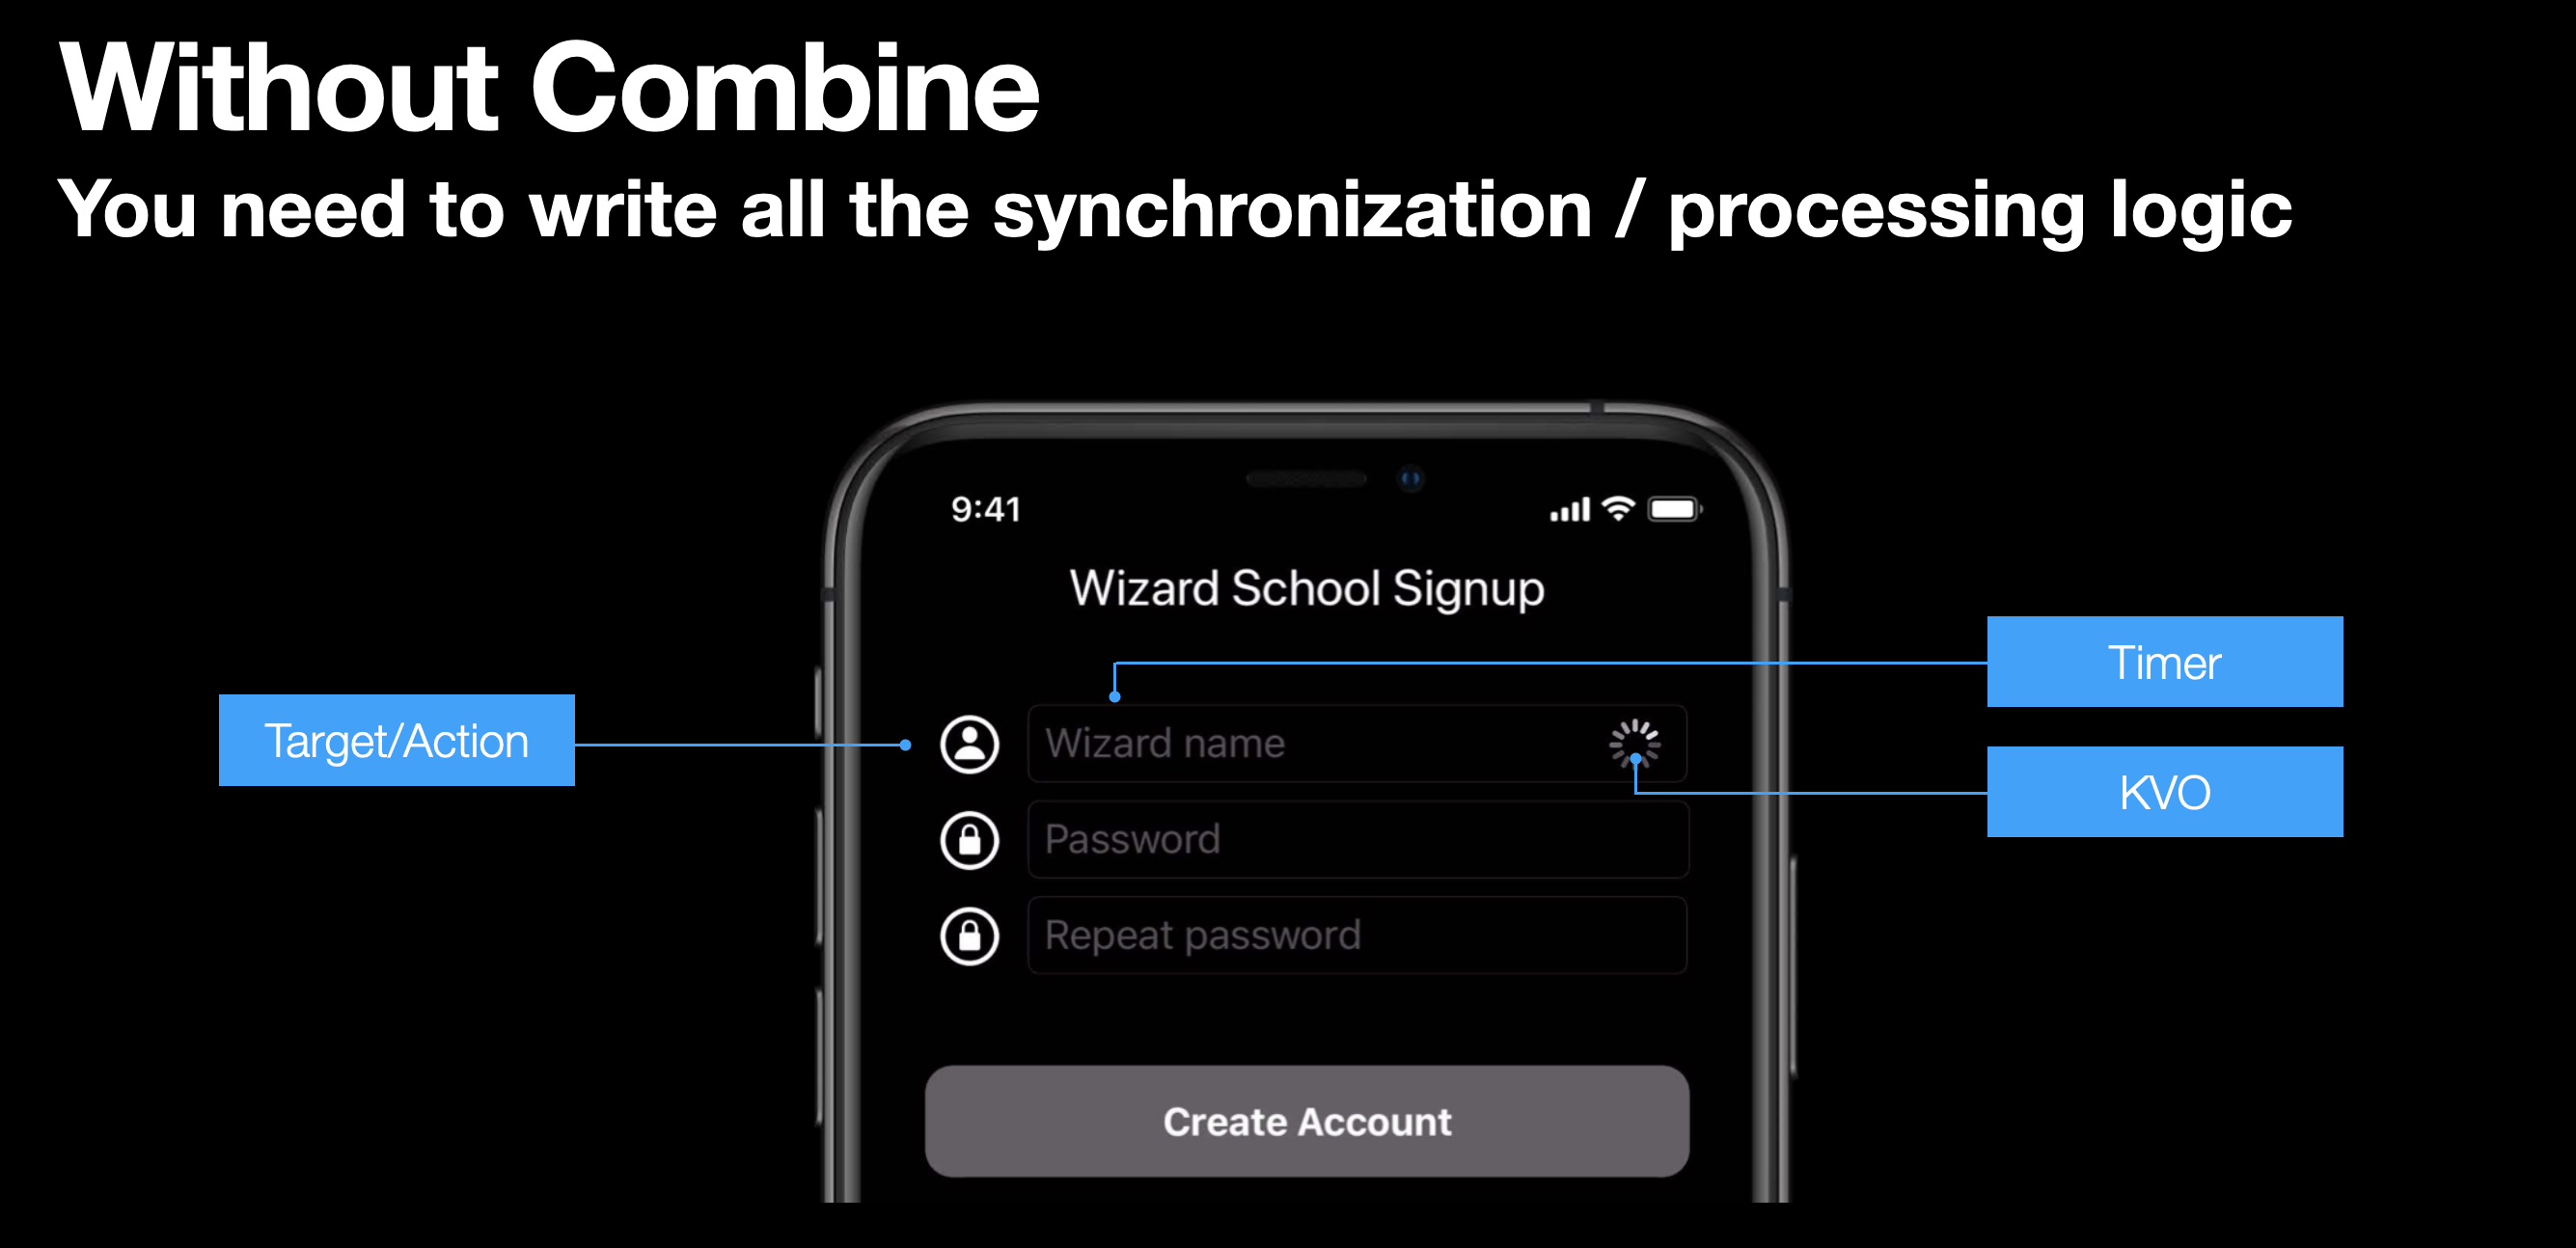 Without Combine
You need to write all the synchronization / processing logic
9:41
Wizard School Signup
Timer
Target/Action
Wizard name
KVO
Password
Repeat password
Create Account